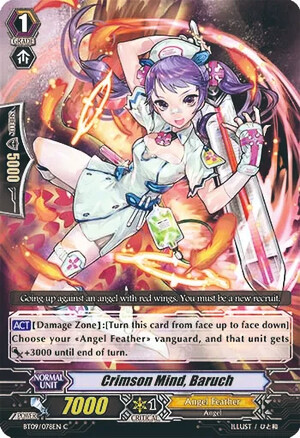 1
GRADE
5000
SHIELD
Going up against an angel with red wings. You must be a new recruit.
ACT [Damage Zone]:[Turn this card from face up to face down]
Choose your «Angel Feather» vanguard, and that unit gets
+3000 until end of turn.
NORMAL UNIT
Crimson Mind, Baruch
POWER 7000
1
CRITICAL
Angel Feather
Angel
BT09/078EN C
ILLUST / ひと和